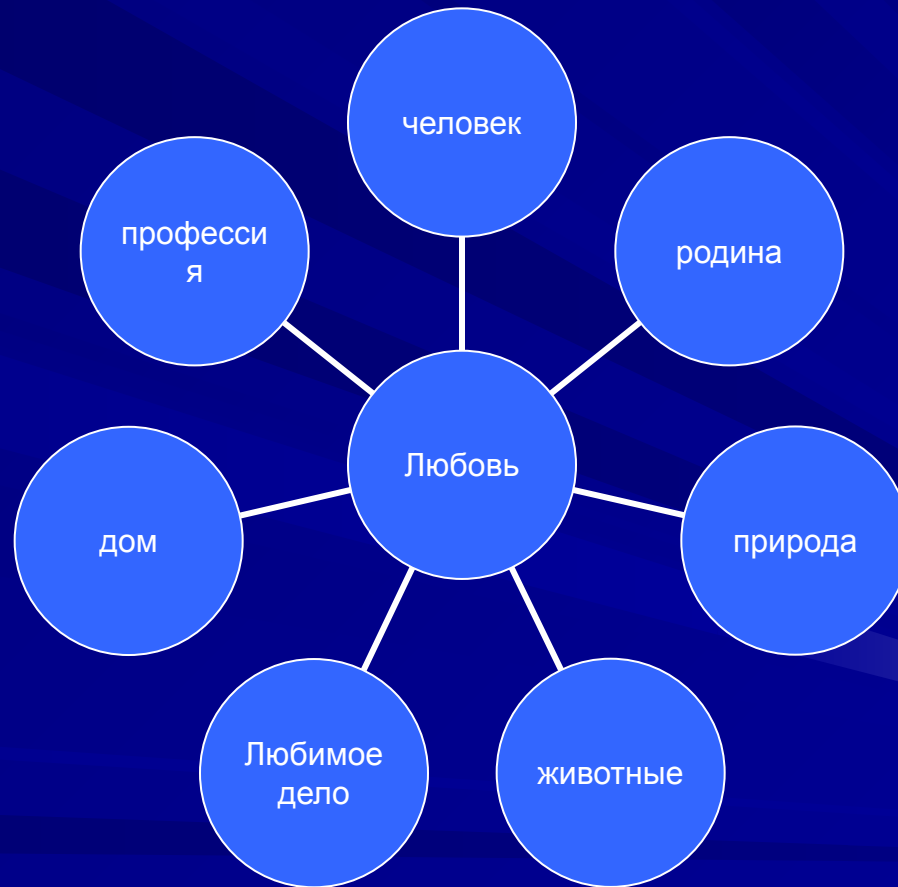 человек
професси
я
родина
Любовь
дом
природа
Любимое
дело
животные